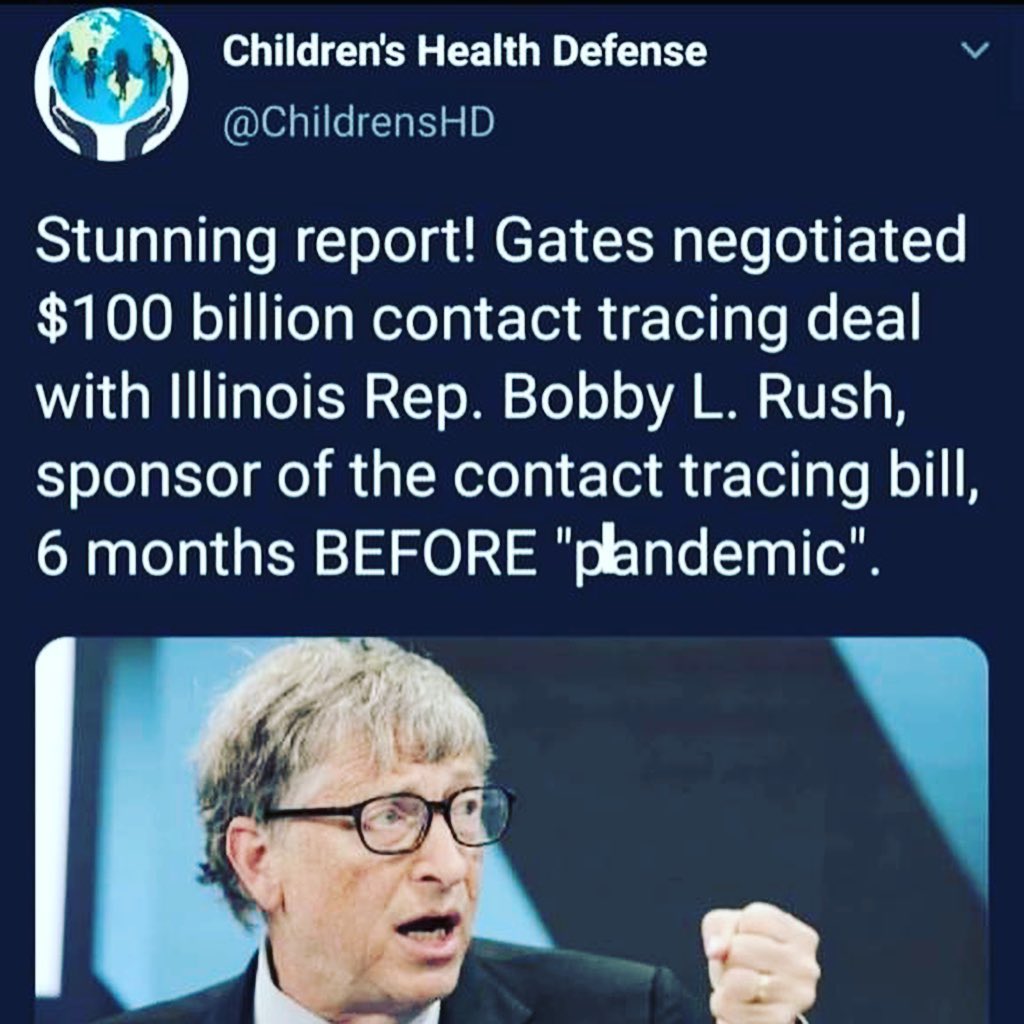 Children's Health Defense
@ChildrensHD
Stunning report! Gates negotiated
$100 billion contact tracing deal
with Illinois Rep. Bobby L. Rush,
sponsor of the contact tracing bill,
6 months BEFORE "plandemic".